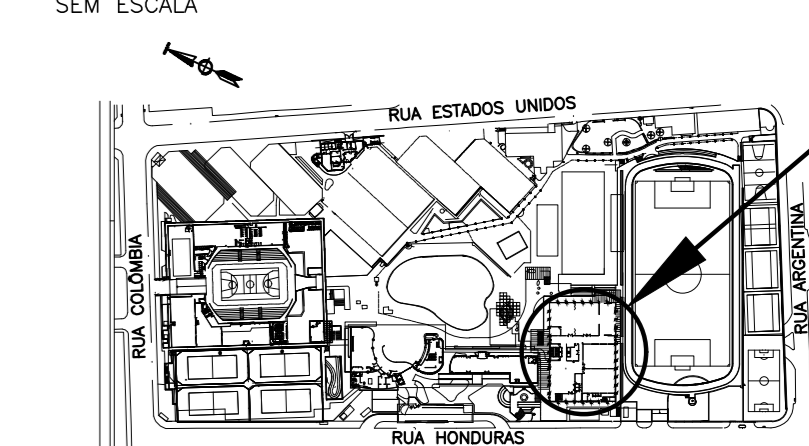 SEM ESCALA
RUA ESTADOS UNIDOS
RUA COLÔMBIA
RUA ARGENTINA
RUA HONDURAS